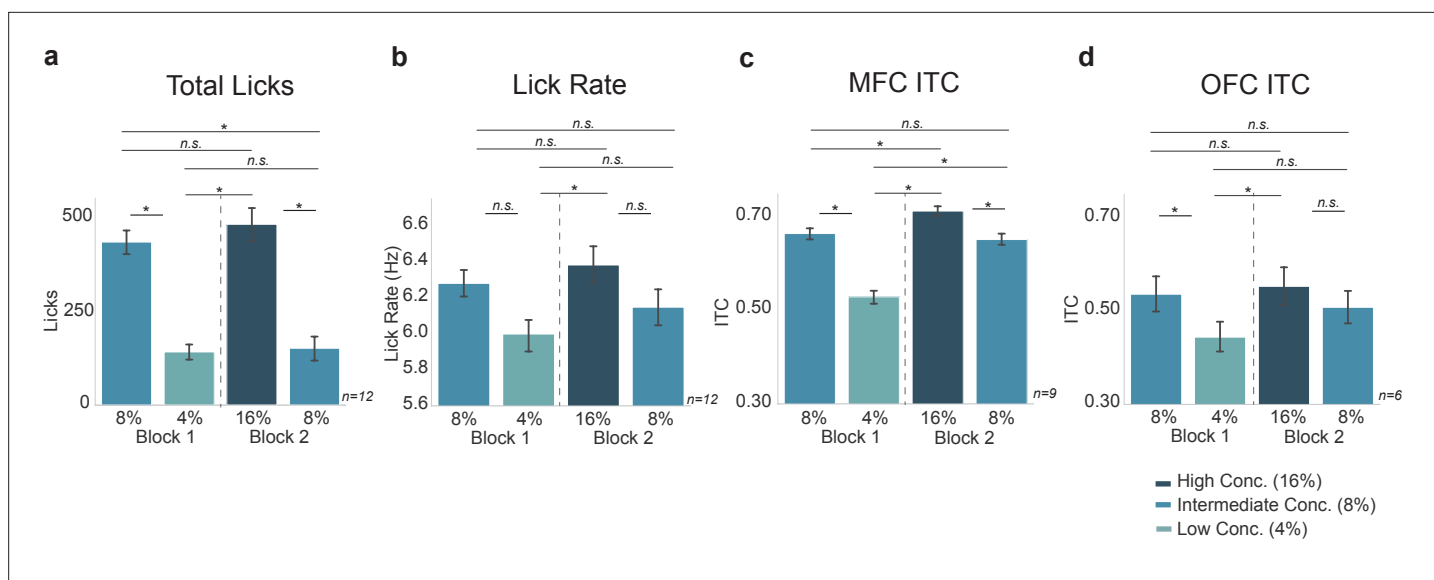 a
Total Licks
*
n.s.
n.s.
*
*
*
Licks
500
250
0
8% 4% 16% 8%
Block 1 Block 2
n=12
b
Lick Rate
n.s.
n.s.
n.s.
*
n.s.
n.s.
Lick Rate (Hz)
6.6
6.4
6.2
6.0
5.8
5.6
8% 4% 16% 8%
Block 1 Block 2
n=12
c
MFC ITC
n.s.
*
*
*
*
*
ITC
0.70
0.50
0.30
8% 4% 16% 8%
Block 1 Block 2
n=9
d
OFC ITC
n.s.
n.s.
n.s.
*
*
n.s.
ITC
0.70
0.50
0.30
8% 4% 16% 8%
Block 1 Block 2
n=6
High Conc. (16%)
Intermediate Conc. (8%)
Low Conc. (4%)